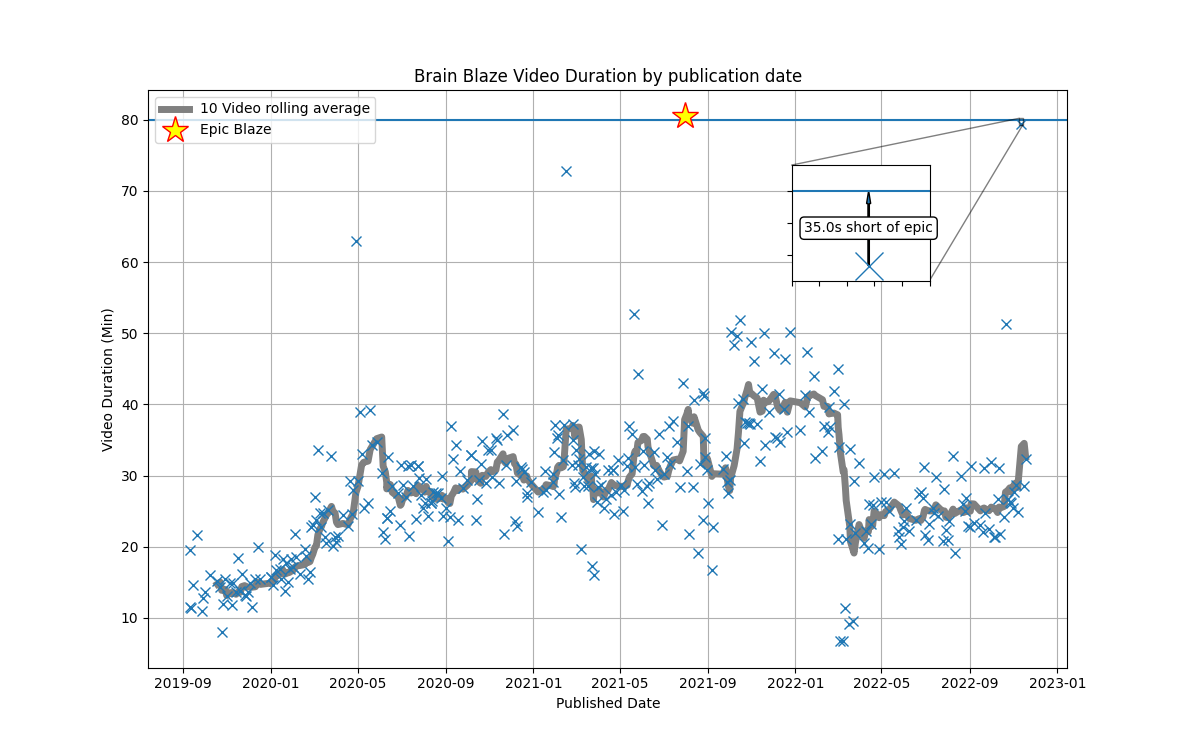 Brain Blaze Video Duration by publication date
10 Video rolling average
Epic Blaze
35.0s short of epic
Video Duration (Min)
80
70
60
50
40
30
20
10
2019-09 2020-01 2020-05 2020-09 2021-01 2021-05 2021-09 2022-01 2022-05 2022-09 2023-01
Published Date